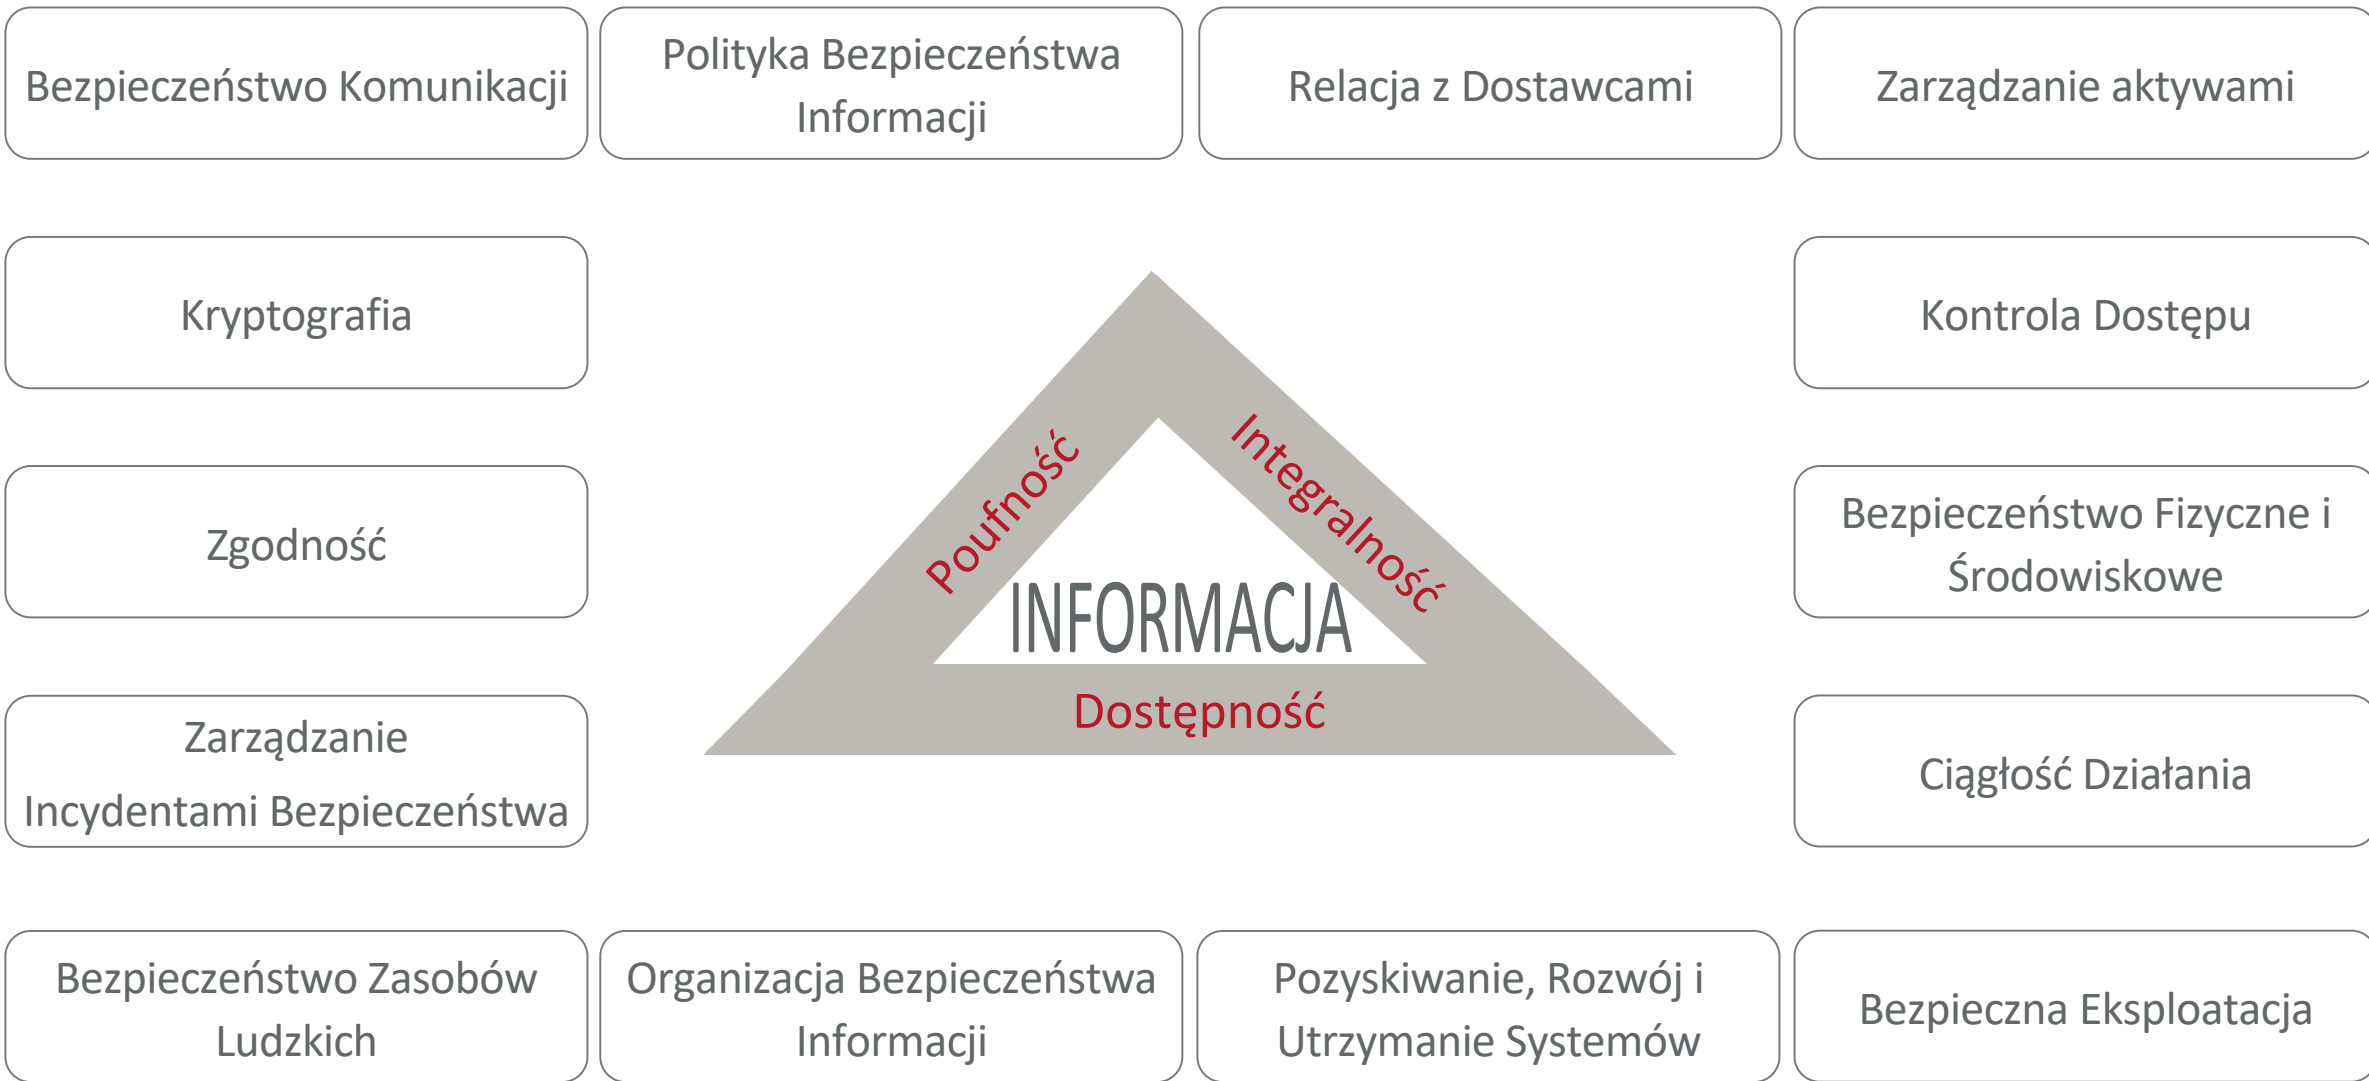 Bezpieczeństwo Komunikacji
Polityka Bezpieczeństwa
Informacji
Relacja z Dostawcami
Zarządzanie aktywami
Kryptografia
Kontrola Dostępu
Poufność
Integralność
Zgodność
Bezpieczeństwo Fizyczne i
Środowiskowe
INFORMACJA
Dostępność
Zarządzanie
Incydentami Bezpieczeństwa
Ciągłość Działania
Bezpieczeństwo Zasobów
Ludzkich
Organizacja Bezpieczeństwa
Informacji
Pozyskiwanie, Rozwój i
Utrzymanie Systemów
Bezpieczna Eksploatacja